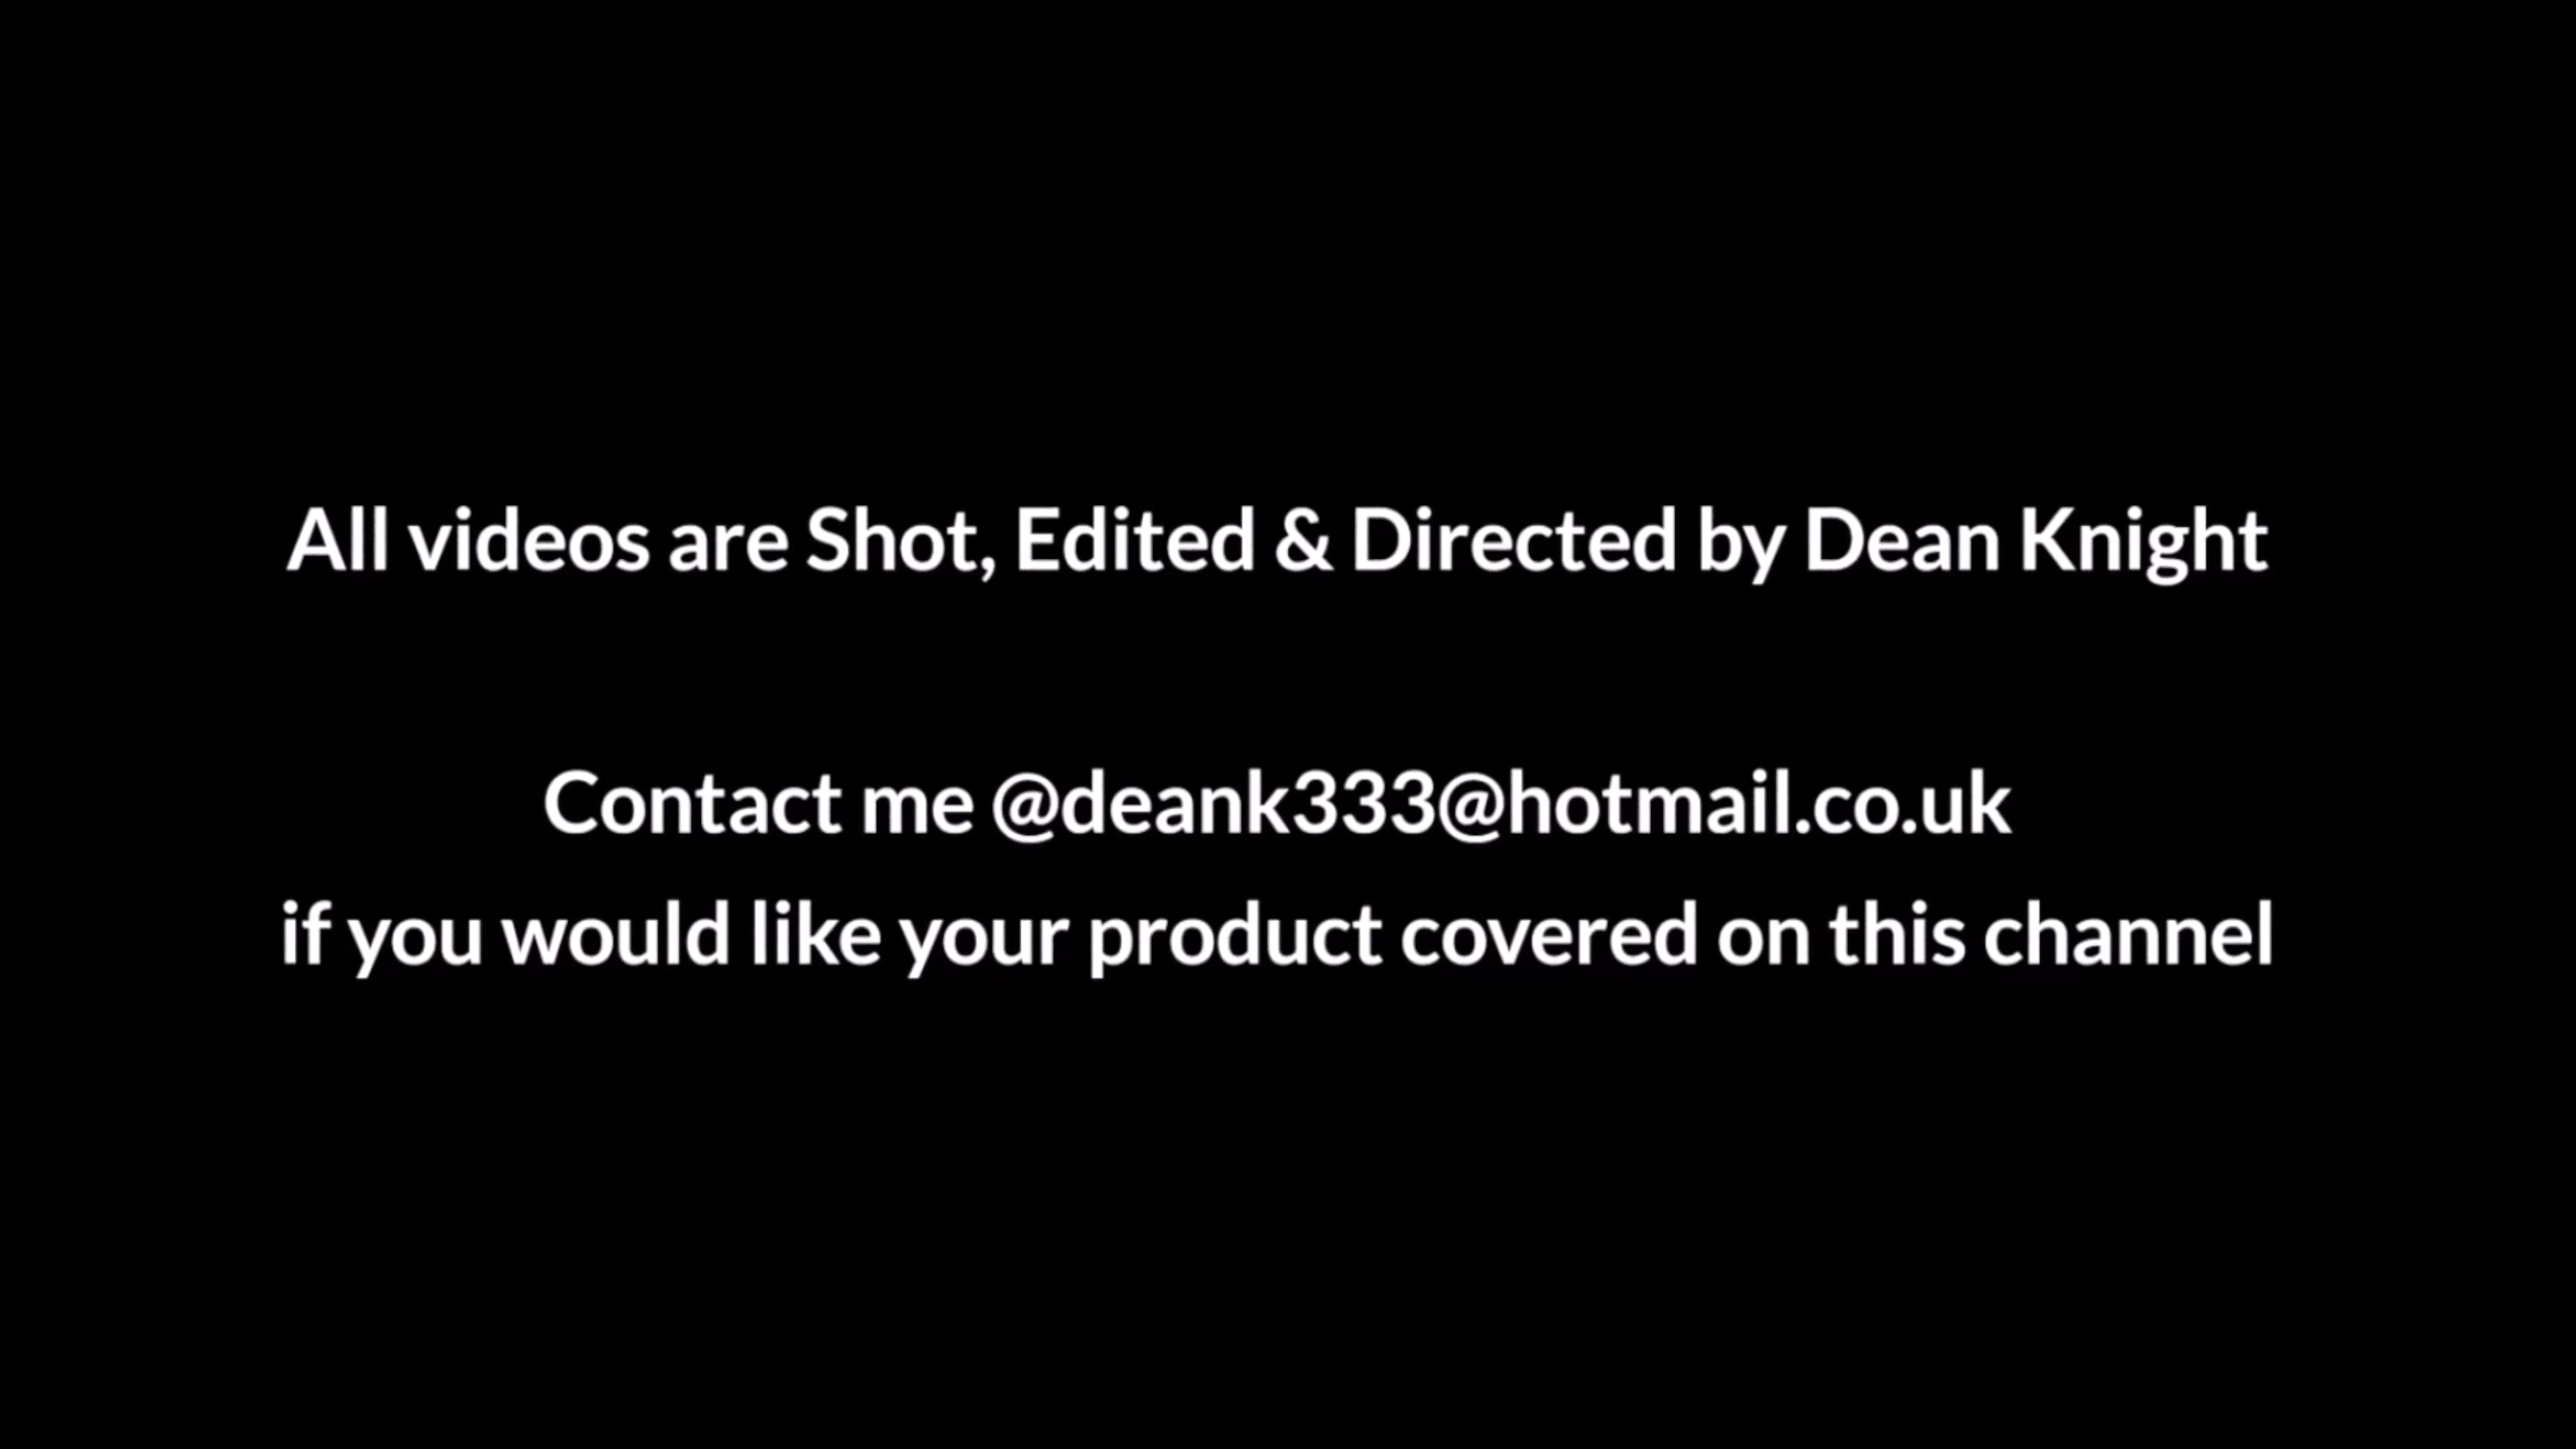 All videos are Shot, Edited & Directed by Dean Knight
Contact me @deank333@hotmail.co.uk
if you would like your product covered on this channel